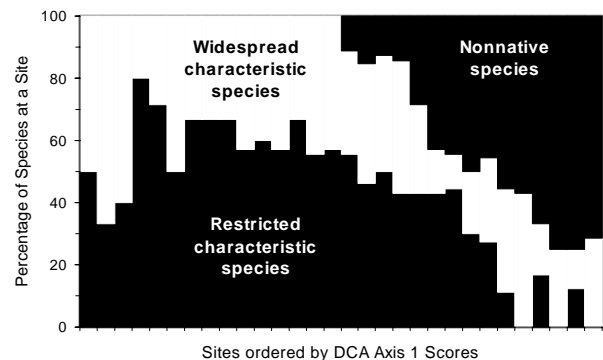 100
80
60
40
20
0
Percentage of Species at a Site
Widespread
characteristic
species
Nonnative
species
Restricted
characteristic
species
Sites ordered by DCA Axis 1 Scores